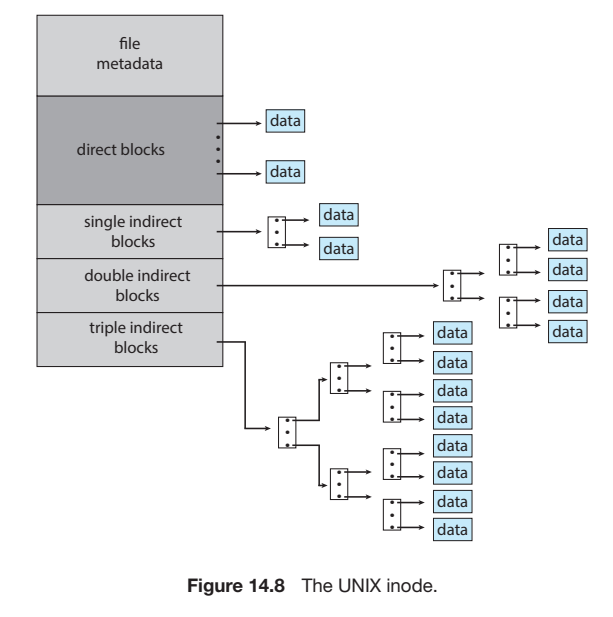 file
metadata
data
direct blocks
data
single indirect
blocks
data
data
double indirect
blocks
data
data
data
data
triple indirect
blocks
data
data
data
data
data
data
data
data
Figure 14.8 The UNIX inode.